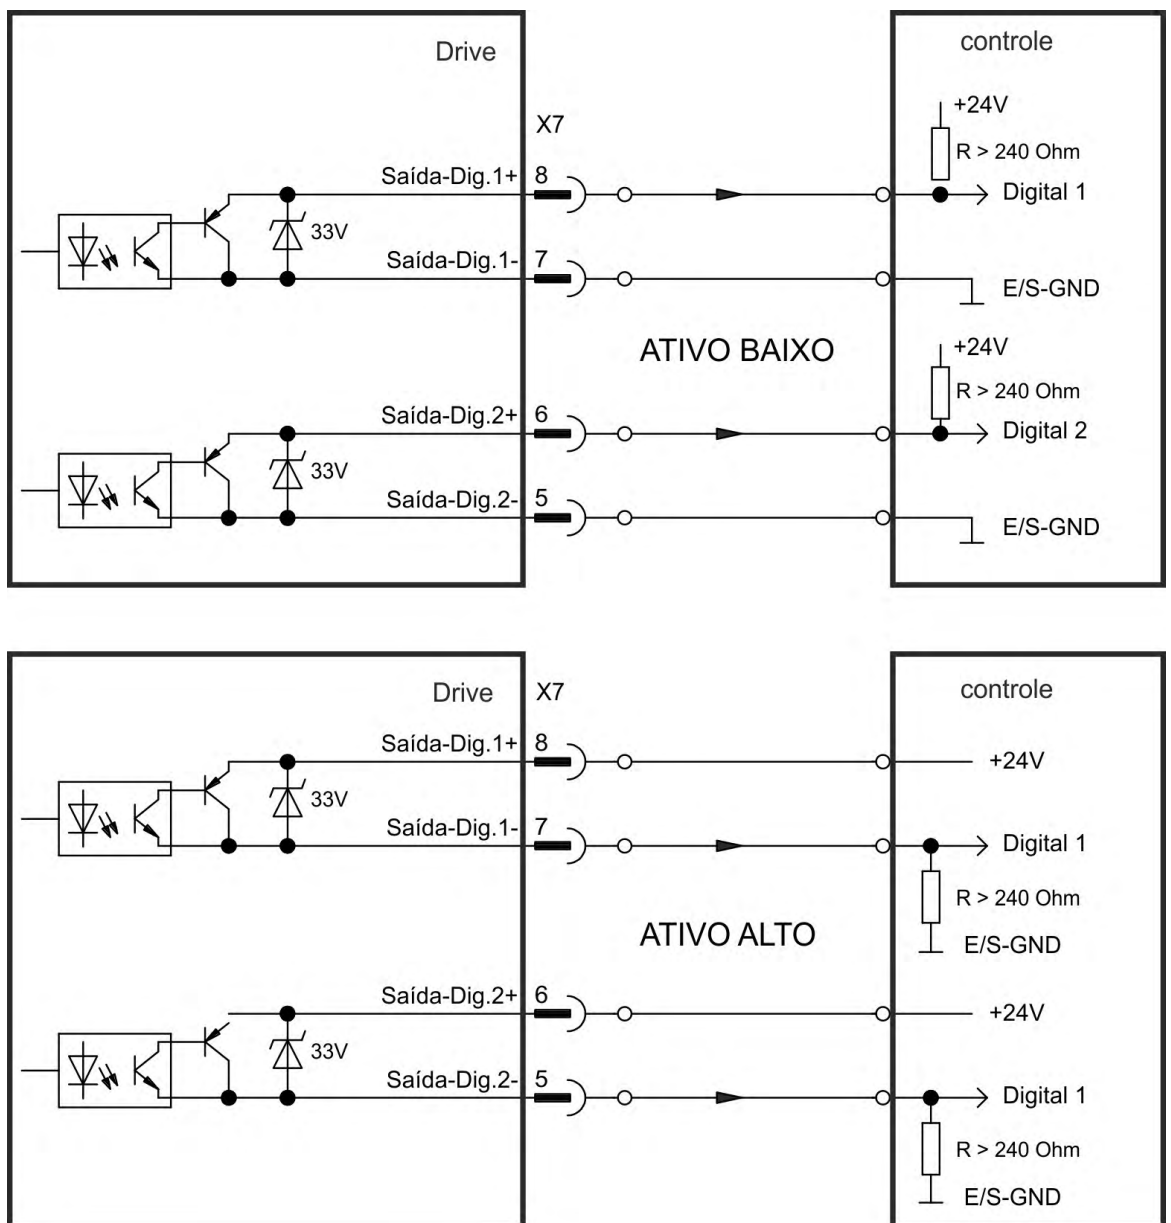 Drive
controle
X7
+24V
R > 240 Ohm
Saída-Dig.1+ 8
Digital 1
33V
Saída-Dig.1- 7
E/S-GND
ATIVO BAIXO
+24V
R > 240 Ohm
Saída-Dig.2+ 6
Digital 2
33V
Saída-Dig.2- 5
E/S-GND
Drive
X7
controle
Saída-Dig.1+ 8
+24V
33V
Saída-Dig.1- 7
Digital 1
R > 240 Ohm
ATIVO ALTO
E/S-GND
Saída-Dig.2+ 6
+24V
33V
Saída-Dig.2- 5
Digital 1
R > 240 Ohm
E/S-GND